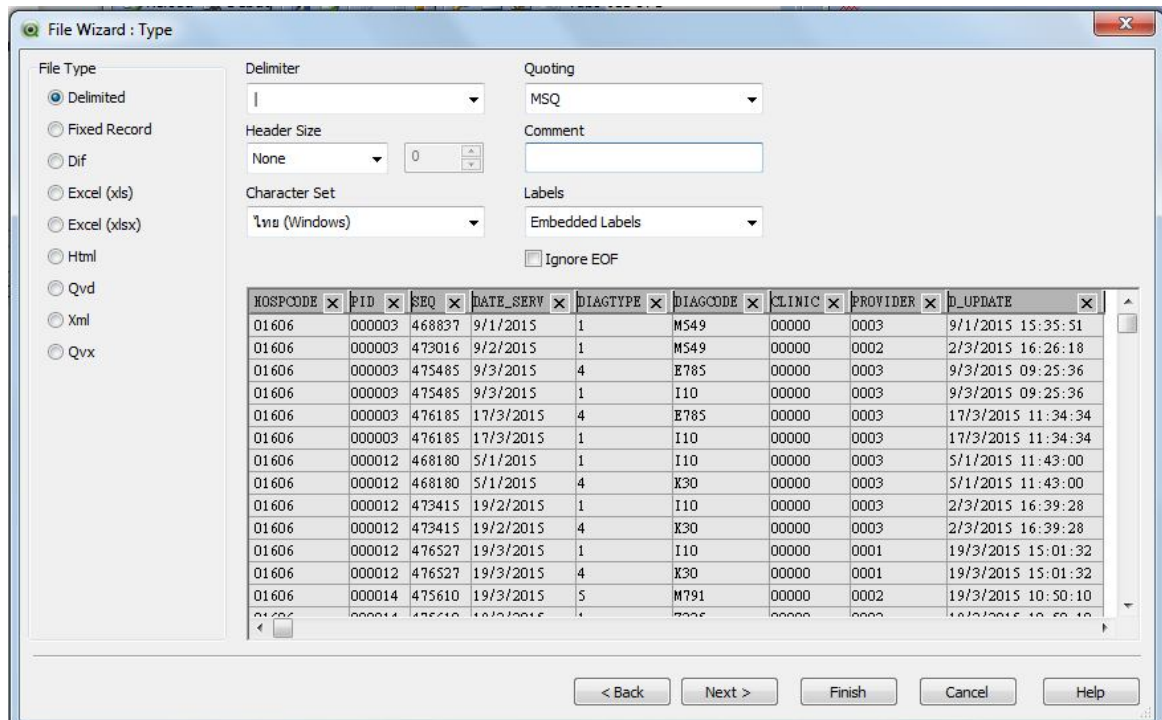 File Wizard : Type
File Type
Delimited
Fixed Record
Dif
Excel (xls)
Excel (xlsx)
Html
Qvd
Xml
Qvx
Delimiter
|
Quoting
MSQ
Header Size
None
0
Comment
Character Set
ไทย (Windows)
Labels
Embedded Labels
Ignore EOF
HOSPCODE PID SEQ DATE_SERV DIAGTYPE DIAGCODE CLINIC PROVIDER D_UPDATE
01606 000003 468837 9/1/2015 1 M549 00000 0003 9/1/2015 15:35:51
01606 000003 473016 9/2/2015 1 M549 00000 0002 2/3/2015 16:26:18
01606 000003 475485 9/3/2015 4 E785 00000 0003 9/3/2015 09:25:36
01606 000003 475485 9/3/2015 1 I10 00000 0003 9/3/2015 09:25:36
01606 000003 476185 17/3/2015 4 E785 00000 0003 17/3/2015 11:34:34
01606 000003 476185 17/3/2015 1 I10 00000 0003 17/3/2015 11:34:34
01606 000012 468180 5/1/2015 1 I10 00000 0003 5/1/2015 11:43:00
01606 000012 468180 5/1/2015 4 K30 00000 0003 5/1/2015 11:43:00
01606 000012 473415 19/2/2015 1 I10 00000 0003 2/3/2015 16:39:28
01606 000012 473415 19/2/2015 4 K30 00000 0003 2/3/2015 16:39:28
01606 000012 476527 19/3/2015 1 I10 00000 0001 19/3/2015 15:01:32
01606 000012 476527 19/3/2015 4 K30 00000 0001 19/3/2015 15:01:32
01606 000014 475610 19/3/2015 5 M791 00000 0002 19/3/2015 10:50:10
< Back Next > Finish Cancel Help